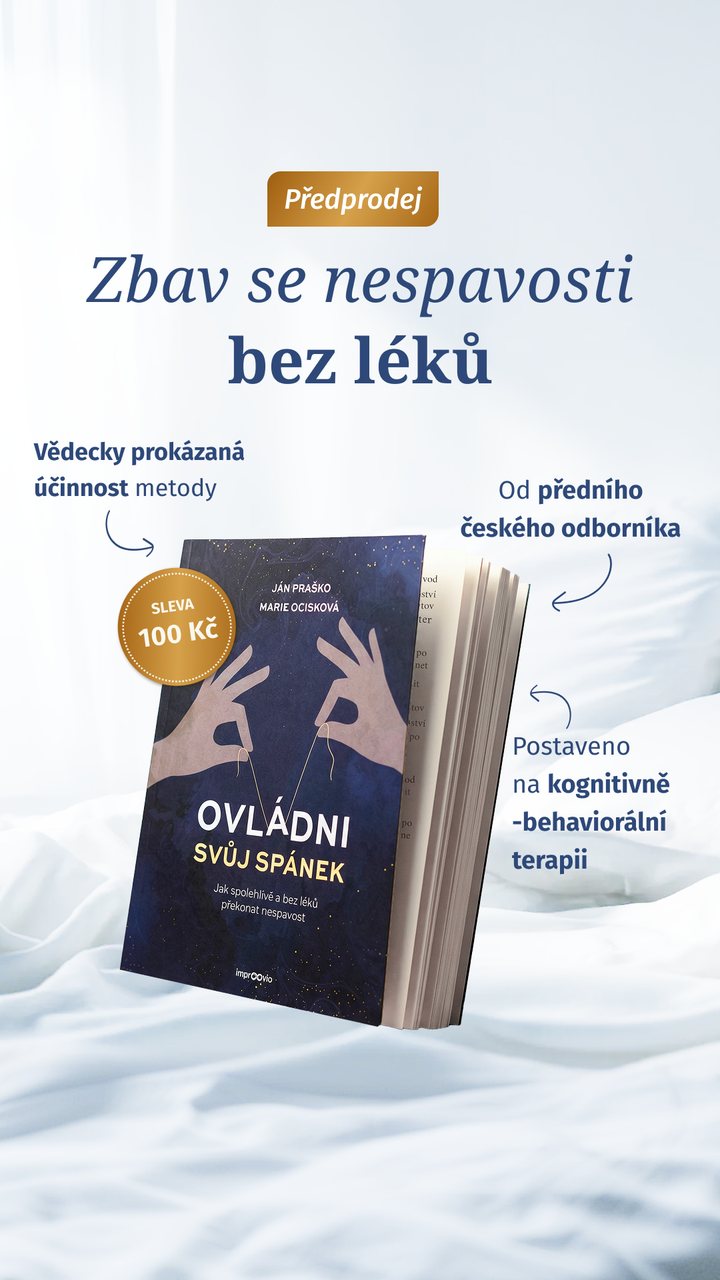 Předprodej
Zbav se nespavosti
bez léků
Vědecky prokázaná
účinnost metody
Od předního
českého odborníka
SLEVA
100 Kč
JÁN PRAŠKO
MARIE OCISKOVÁ
OVLÁDNI
SVŮJ SPÁNEK
Jak spolehlivě a bez léků
překonat nespavost
improovio
Postaveno
na kognitivně
-behaviorální
terapii